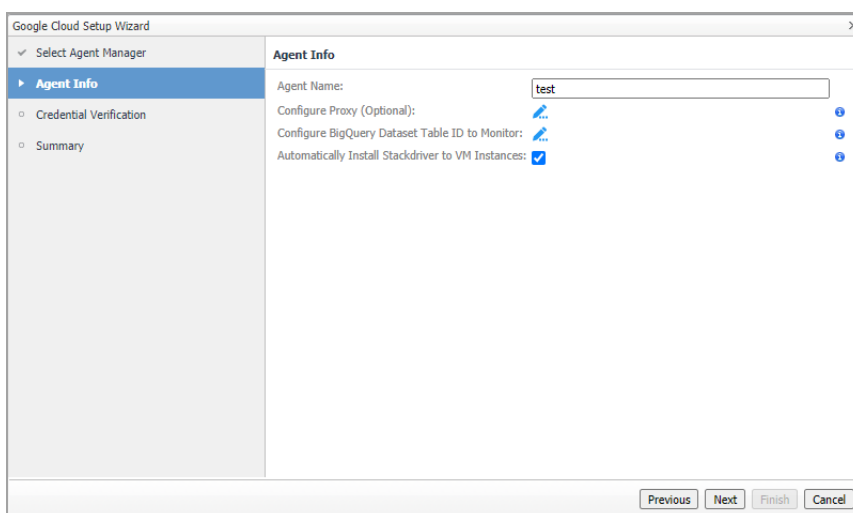 Google Cloud Setup Wizard
Select Agent Manager
Agent Info
Credential Verification
Summary
Agent Info
Agent Name: test
Configure Proxy (Optional):
Configure BigQuery Dataset Table ID to Monitor:
Automatically Install Stackdriver to VM Instances:
Previous Next Finish Cancel